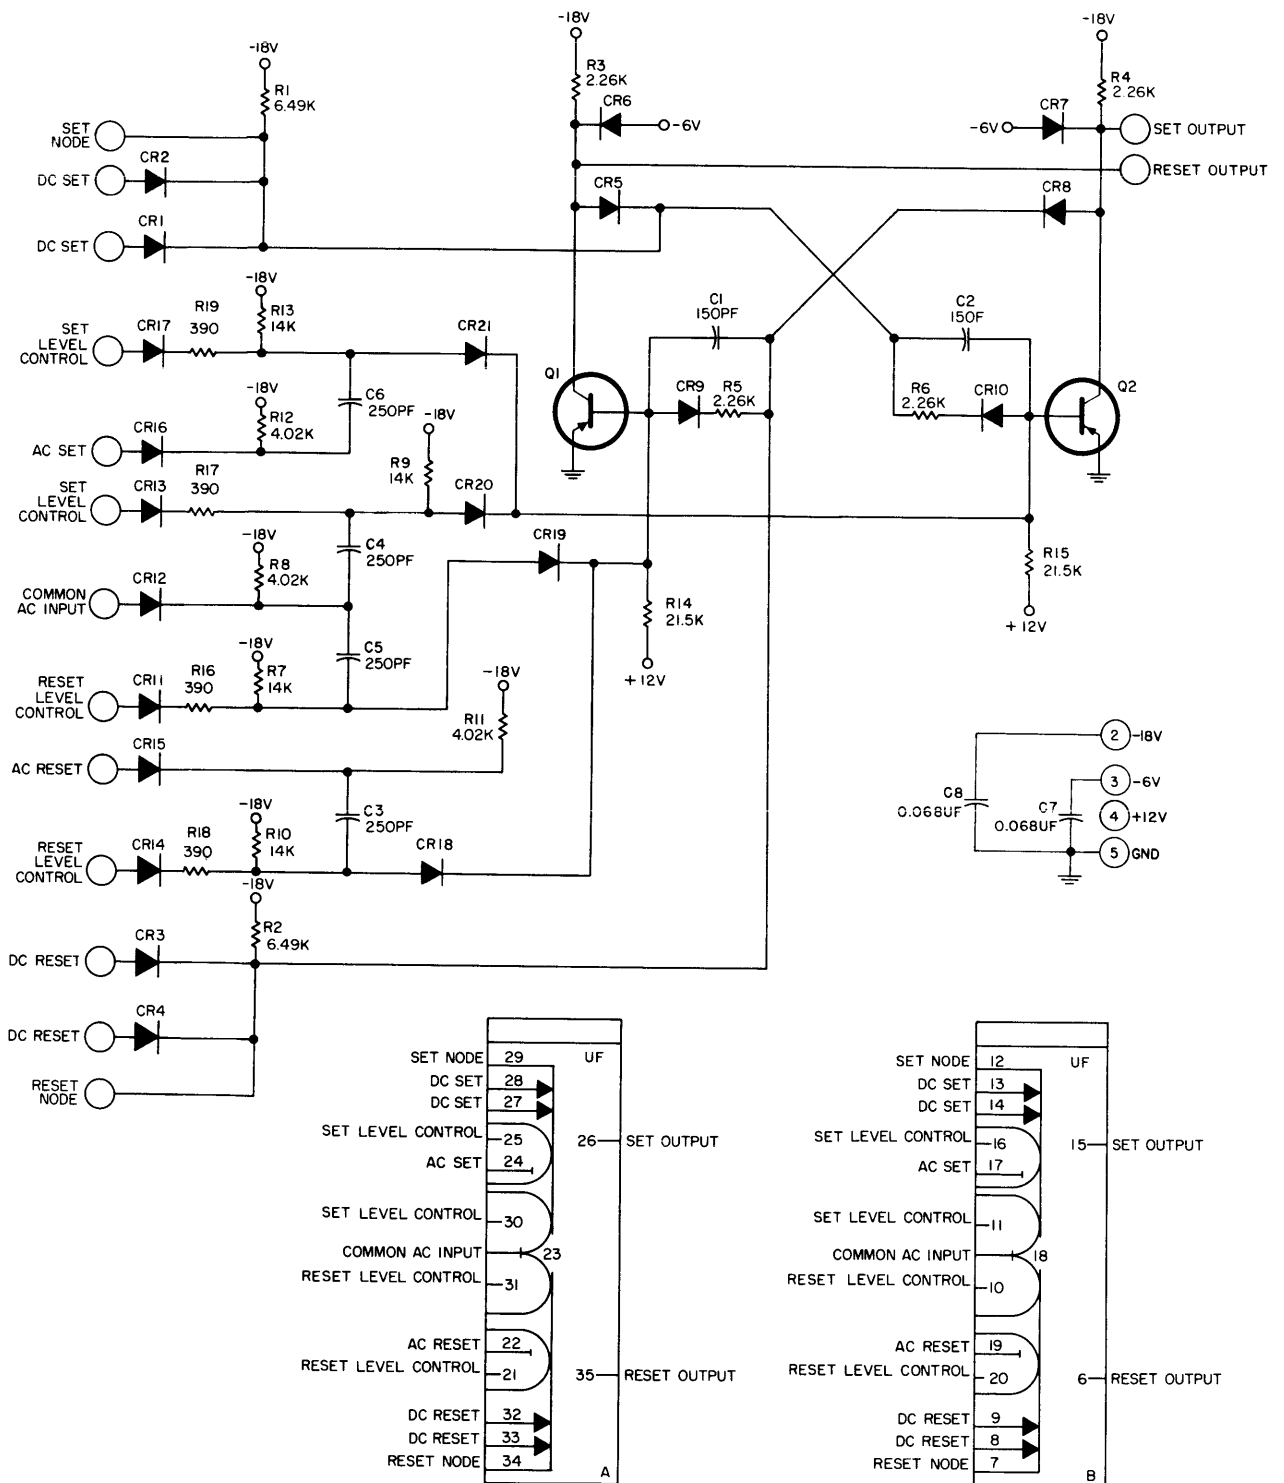 -18V
R1
6.49K
SET
NODE
CR2
DC SET
CR1
DC SET
-18V
R3
2.26K
CR6
-6V
CR5
-18V
R4
2.26K
CR7
-6V
SET OUTPUT
RESET OUTPUT
CR8
-18V
R19
390
R13
14K
CR17
SET
LEVEL
CONTROL
CR21
C6
250PF
-18V
R12
4.02K
CR16
AC SET
R17
390
CR13
SET
LEVEL
CONTROL
-18V
R9
14K
CR20
C4
250PF
-18V
R8
4.02K
CR12
COMMON
AC INPUT
C5
250PF
-18V
R16
390
R7
14K
CR11
RESET
LEVEL
CONTROL
CR19
-18V
R11
4.02K
CR15
AC RESET
C3
250PF
-18V
R18
390
R10
14K
CR14
RESET
LEVEL
CONTROL
CR18
-18V
R2
6.49K
CR3
DC RESET
CR4
DC RESET
RESET
NODE
Q1
C1
150PF
CR9
R5
2.26K
R14
21.5K
+12V
C2
150F
R6
2.26K
CR10
Q2
R15
21.5K
+12V
C8
0.068UF
C7
0.068UF
2 -18V
3 -6V
4 +12V
5 GND
SET NODE 29 UF
DC SET 28
DC SET 27
SET LEVEL CONTROL 25
26 SET OUTPUT
AC SET 24
SET LEVEL CONTROL 30
COMMON AC INPUT 23
RESET LEVEL CONTROL 31
AC RESET 22
RESET LEVEL CONTROL 21
35 RESET OUTPUT
DC RESET 32
DC RESET 33
RESET NODE 34
A
SET NODE 12 UF
DC SET 13
DC SET 14
SET LEVEL CONTROL 16
15 SET OUTPUT
AC SET 17
SET LEVEL CONTROL 11
COMMON AC INPUT 18
RESET LEVEL CONTROL 10
AC RESET 19
RESET LEVEL CONTROL 20
6 RESET OUTPUT
DC RESET 9
DC RESET 8
RESET NODE 7
B